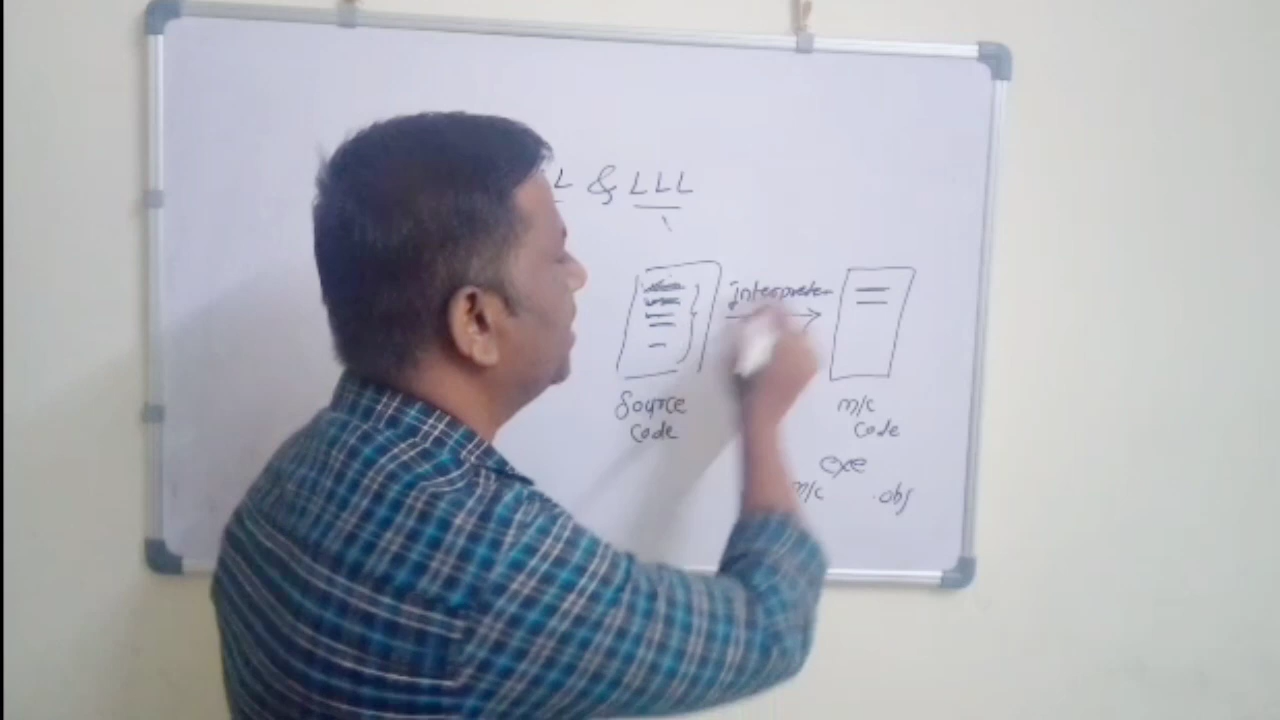 L & LLL
interpreter
Source
Code
m/c
Code
exe
m/c .obj